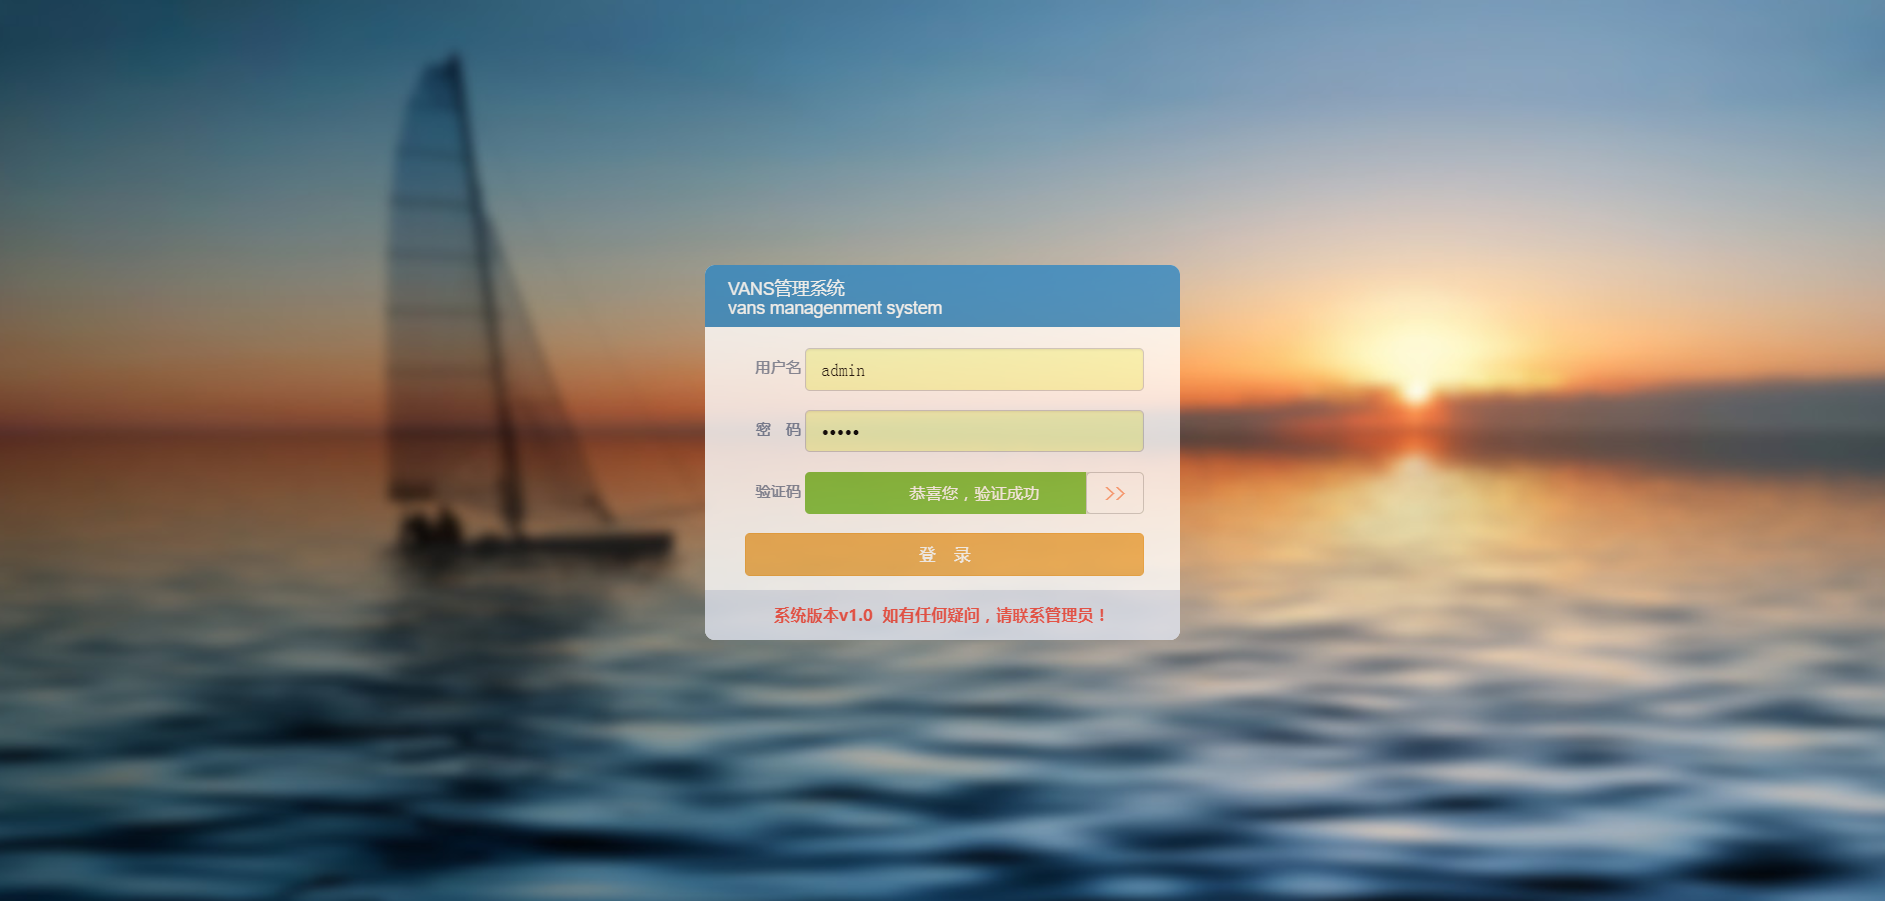 VANS管理系统
vans managenment system
用户名 admin
密 码 •••••
验证码 恭喜您，验证成功 >>
登 录
系统版本v1.0 如有任何疑问，请联系管理员！